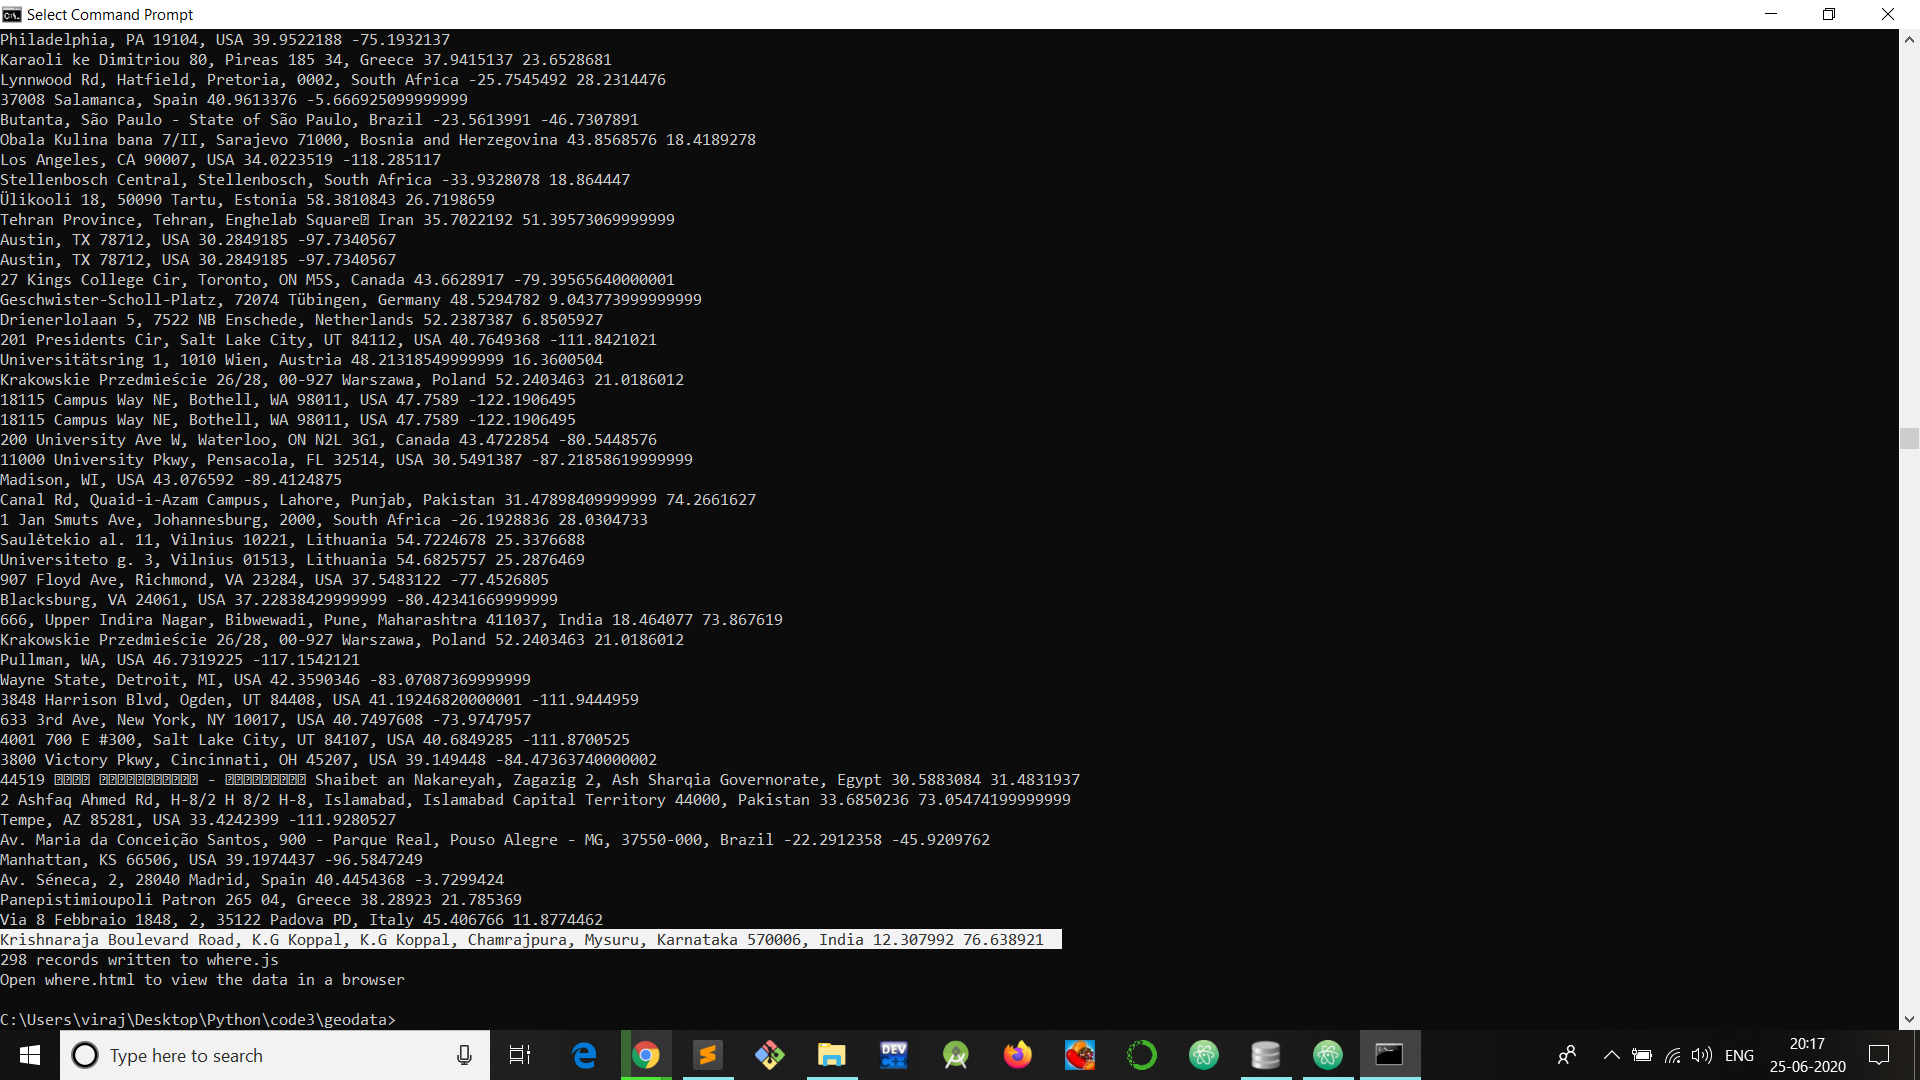 Select Command Prompt
Philadelphia, PA 19104, USA 39.9522188 -75.1932137
Karaoli ke Dimitriou 80, Pireas 185 34, Greece 37.9415137 23.6528681
Lynnwood Rd, Hatfield, Pretoria, 0002, South Africa -25.7545492 28.2314476
37008 Salamanca, Spain 40.9613376 -5.666925099999999
Butanta, São Paulo - State of São Paulo, Brazil -23.5613991 -46.7307891
Obala Kulina bana 7/II, Sarajevo 71000, Bosnia and Herzegovina 43.8568576 18.4189278
Los Angeles, CA 90007, USA 34.0223519 -118.285117
Stellenbosch Central, Stellenbosch, South Africa -33.9328078 18.864447
Ülikooli 18, 50090 Tartu, Estonia 58.3810843 26.7198659
Tehran Province, Tehran, Enghelab Square Iran 35.7022192 51.39573069999999
Austin, TX 78712, USA 30.2849185 -97.7340567
Austin, TX 78712, USA 30.2849185 -97.7340567
27 Kings College Cir, Toronto, ON M5S, Canada 43.6628917 -79.39565640000001
Geschwister-Scholl-Platz, 72074 Tübingen, Germany 48.5294782 9.043773999999999
Drienerlolaan 5, 7522 NB Enschede, Netherlands 52.2387387 6.8505927
201 Presidents Cir, Salt Lake City, UT 84112, USA 40.7649368 -111.8421021
Universitätsring 1, 1010 Wien, Austria 48.21318549999999 16.3600504
Krakowskie Przedmieście 26/28, 00-927 Warszawa, Poland 52.2403463 21.0186012
18115 Campus Way NE, Bothell, WA 98011, USA 47.7589 -122.1906495
18115 Campus Way NE, Bothell, WA 98011, USA 47.7589 -122.1906495
200 University Ave W, Waterloo, ON N2L 3G1, Canada 43.4722854 -80.5448576
11000 University Pkwy, Pensacola, FL 32514, USA 30.5491387 -87.21858619999999
Madison, WI, USA 43.076592 -89.4124875
Canal Rd, Quaid-i-Azam Campus, Lahore, Punjab, Pakistan 31.47898409999999 74.2661627
1 Jan Smuts Ave, Johannesburg, 2000, South Africa -26.1928836 28.0304733
Saulėtekio al. 11, Vilnius 10221, Lithuania 54.7224678 25.3376688
Universiteto g. 3, Vilnius 01513, Lithuania 54.6825757 25.2876469
907 Floyd Ave, Richmond, VA 23284, USA 37.5483122 -77.4526805
Blacksburg, VA 24061, USA 37.22838429999999 -80.42341669999999
666, Upper Indira Nagar, Bibwewadi, Pune, Maharashtra 411037, India 18.464077 73.867619
Krakowskie Przedmieście 26/28, 00-927 Warszawa, Poland 52.2403463 21.0186012
Pullman, WA, USA 46.7319225 -117.1542121
Wayne State, Detroit, MI, USA 42.3590346 -83.07087369999999
3848 Harrison Blvd, Ogden, UT 84408, USA 41.19246820000001 -111.9444959
633 3rd Ave, New York, NY 10017, USA 40.7497608 -73.9747957
4001 700 E #300, Salt Lake City, UT 84107, USA 40.6849285 -111.8700525
3800 Victory Pkwy, Cincinnati, OH 45207, USA 39.149448 -84.47363740000002
44519 - Shaibet an Nakareyah, Zagazig 2, Ash Sharqia Governorate, Egypt 30.5883084 31.4831937
2 Ashfaq Ahmed Rd, H-8/2 H 8/2 H-8, Islamabad, Islamabad Capital Territory 44000, Pakistan 33.6850236 73.05474199999999
Tempe, AZ 85281, USA 33.4242399 -111.9280527
Av. Maria da Conceição Santos, 900 - Parque Real, Pouso Alegre - MG, 37550-000, Brazil -22.2912358 -45.9209762
Manhattan, KS 66506, USA 39.1974437 -96.5847249
Av. Séneca, 2, 28040 Madrid, Spain 40.4454368 -3.7299424
Panepistimioupoli Patron 265 04, Greece 38.28923 21.785369
Via 8 Febbraio 1848, 2, 35122 Padova PD, Italy 45.406766 11.8774462
Krishnaraja Boulevard Road, K.G Koppal, K.G Koppal, Chamrajpura, Mysuru, Karnataka 570006, India 12.307992 76.638921
298 records written to where.js
Open where.html to view the data in a browser
C:\Users\viraj\Desktop\Python\code3\geodata>
Type here to search
DEV C++
ENG
20:17
25-06-2020